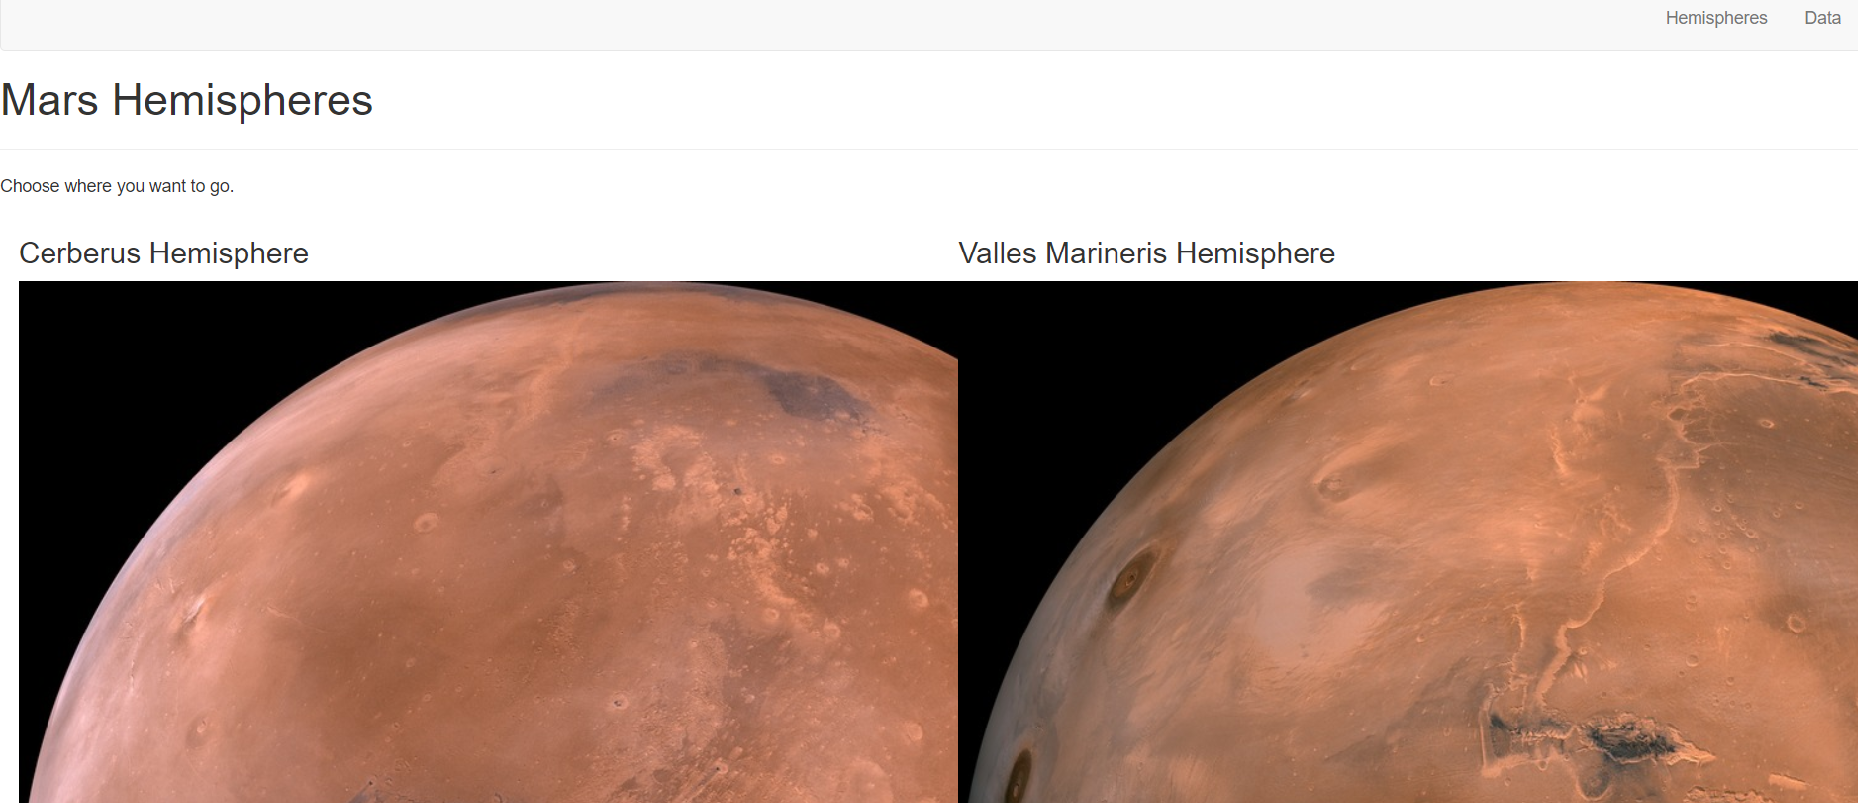 Hemispheres Data
Mars Hemispheres
Choose where you want to go.
Cerberus Hemisphere
Valles Marineris Hemisphere